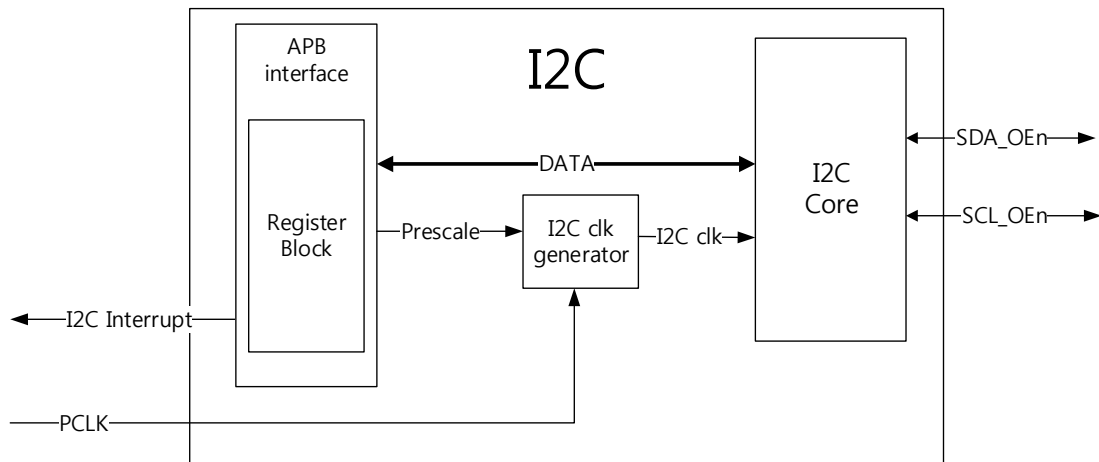 APB
interface
I2C
SDA_OEn
DATA
I2C
Core
SCL_OEn
Register
Block
Prescale
I2C clk
generator
I2C clk
I2C Interrupt
PCLK